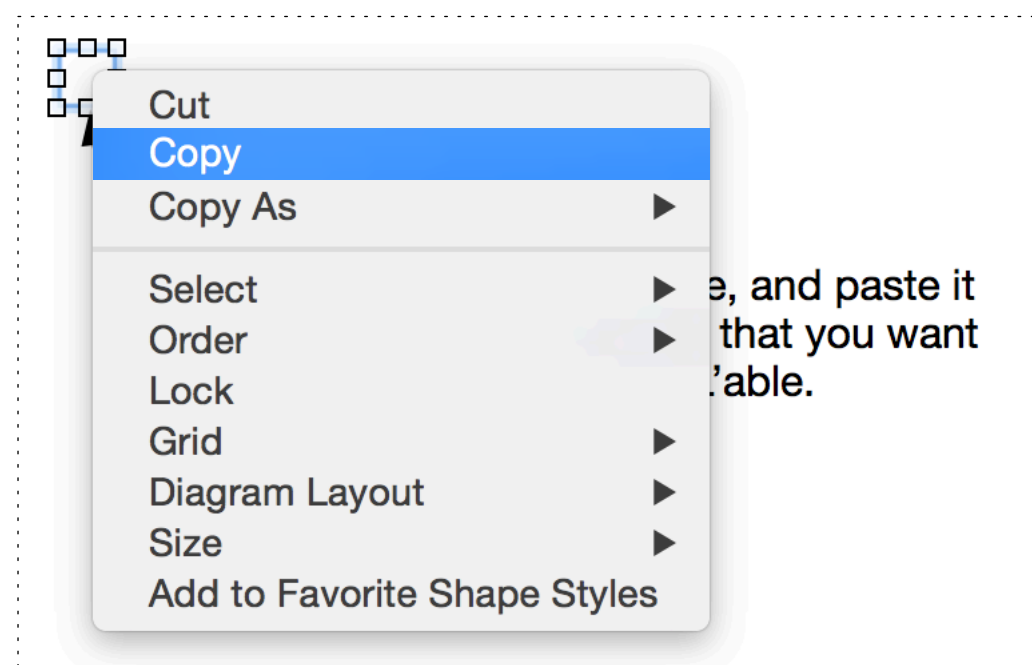 Cut
Copy
Copy As
Select
e, and paste it
Order
that you want
Lock
’able.
Grid
Diagram Layout
Size
Add to Favorite Shape Styles